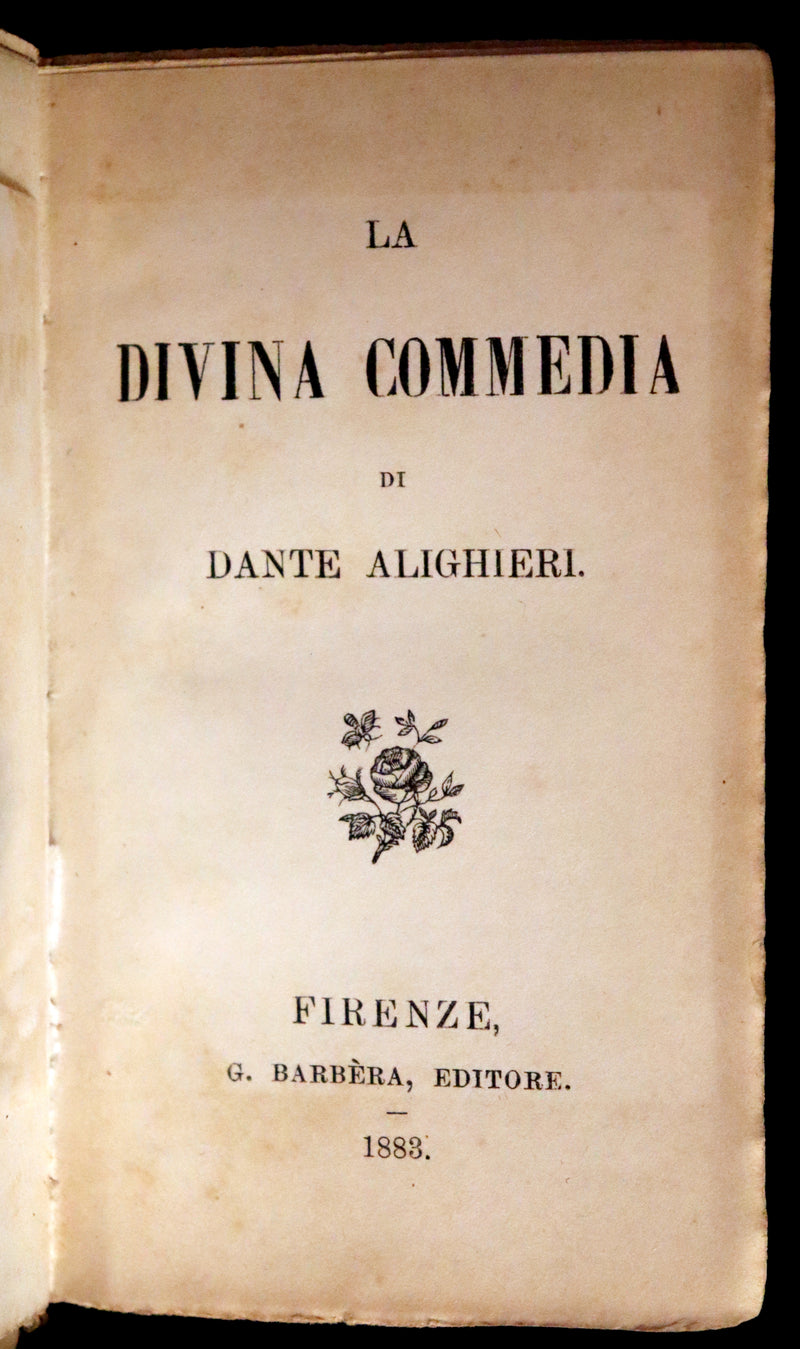 LA
DIVINA COMMEDIA
DI
DANTE ALIGHIERI.
FIRENZE,
G. BARBÈRA, EDITORE.
—
1883.